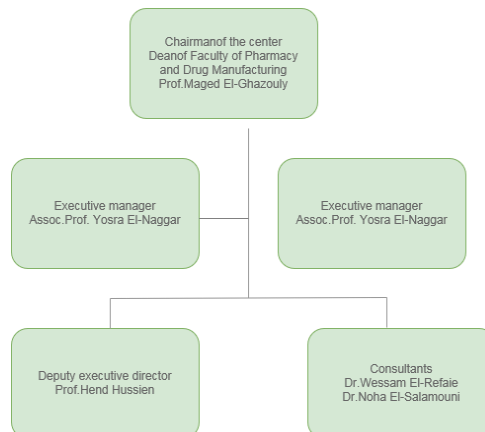 Chairmanof the center
Deanof Faculty of Pharmacy
and Drug Manufacturing
Prof.Maged El-Ghazouly
Executive manager
Assoc.Prof. Yosra El-Naggar
Executive manager
Assoc.Prof. Yosra El-Naggar
Deputy executive director
Prof.Hend Hussien
Consultants
Dr.Wessam El-Refaie
Dr.Noha El-Salamouni